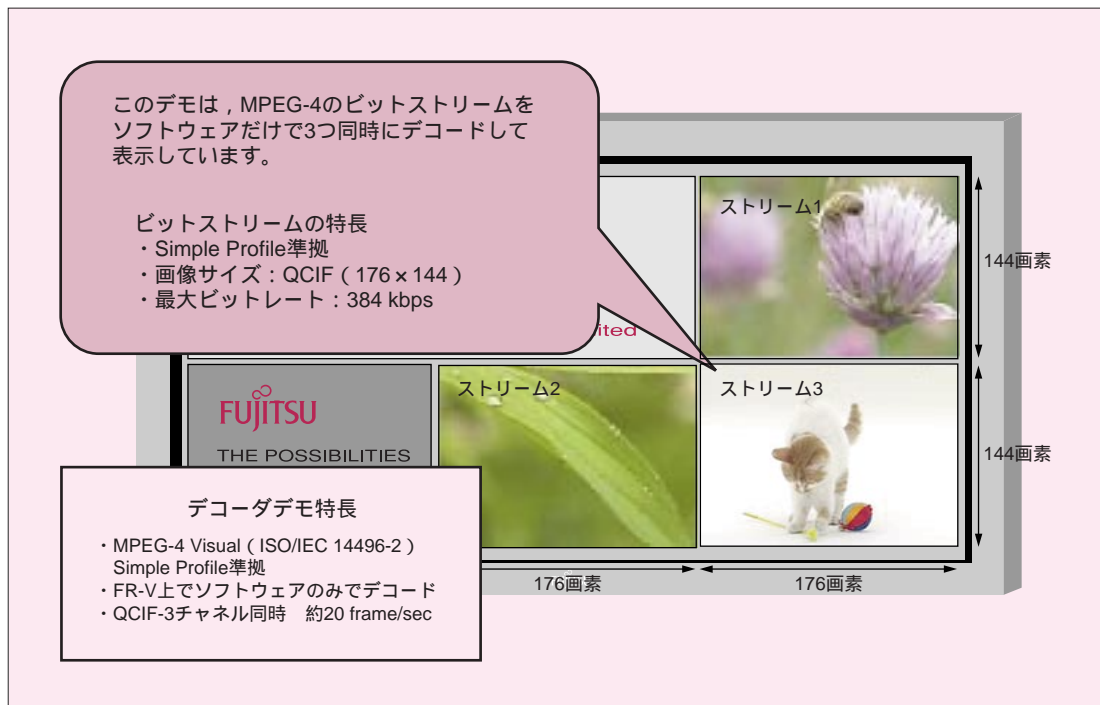 このデモは，MPEG-4のビットストリームを
ソフトウェアだけで3つ同時にデコードして
表示しています。
ビットストリームの特長
・Simple Profile準拠
・画像サイズ：QCIF（176×144）
・最大ビットレート：384 kbps
ited
ストリーム1
144画素
FUJITSU
THE POSSIBILITIES
ストリーム2
ストリーム3
144画素
デコーダデモ特長
・MPEG-4 Visual（ISO/IEC 14496-2）
Simple Profile準拠
・FR-V上でソフトウェアのみでデコード
・QCIF-3チャネル同時　約20 frame/sec
176画素
176画素